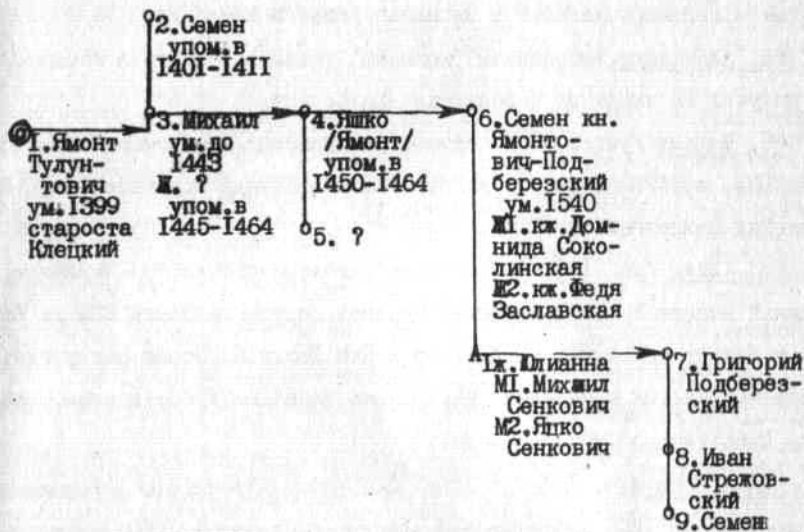 1.Ямонт
Тулун-
тович
ум.1399
староста
Клецкий
2.Семен
упом.в
1401-1411
3.Михаил
ум.до
1443
Ж. ?
упом.в
1445-1464
4.Яшко
/Ямонт/
упом.в
1450-1464
5. ?
6.Семен кн.
Ямонто-
вич-Под-
березский
ум.1540
Ж1.кж.Дом-
нида Соко-
линская
Ж2.кж.Федя
Заславская
1ж.Юлианна
М1.Михаил
Сенкович
М2.Яцко
Сенкович
7.Григорий
Подберез-
ский
8.Иван
Стрежов-
ский
9.Семен